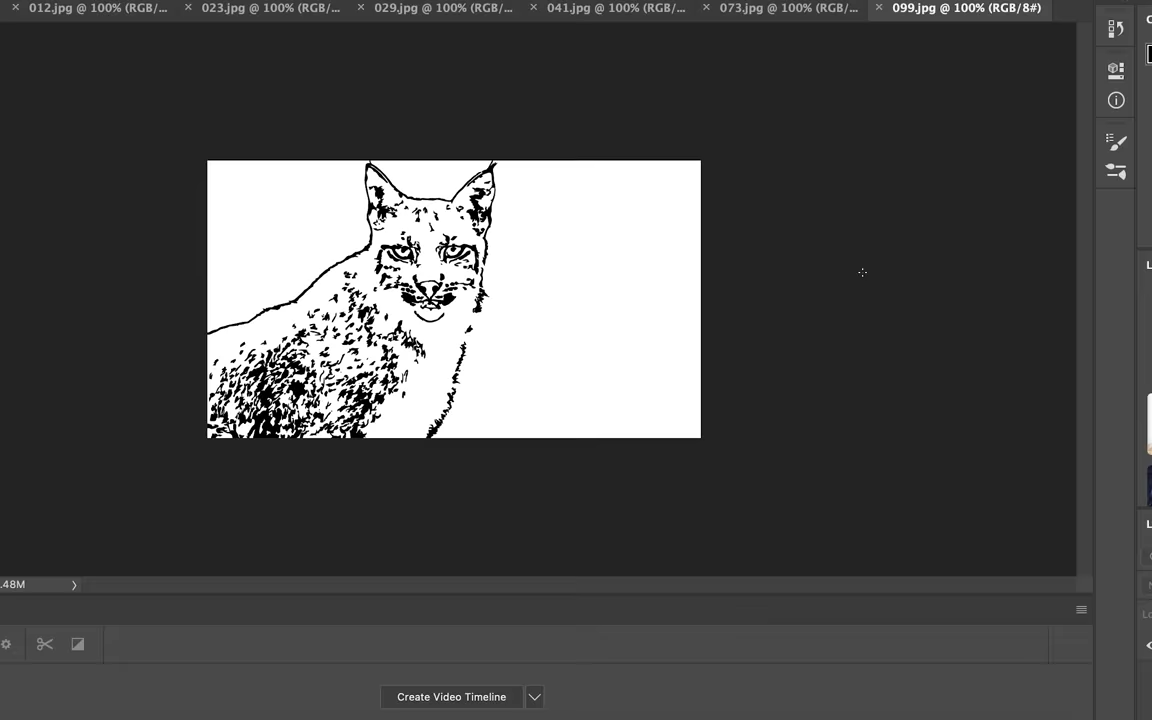 012.jpg @ 100% (RGB/...
023.jpg @ 100% (RGB/...
029.jpg @ 100% (RGB/...
041.jpg @ 100% (RGB/...
073.jpg @ 100% (RGB/...
099.jpg @ 100% (RGB/8#)
.48M
Create Video Timeline